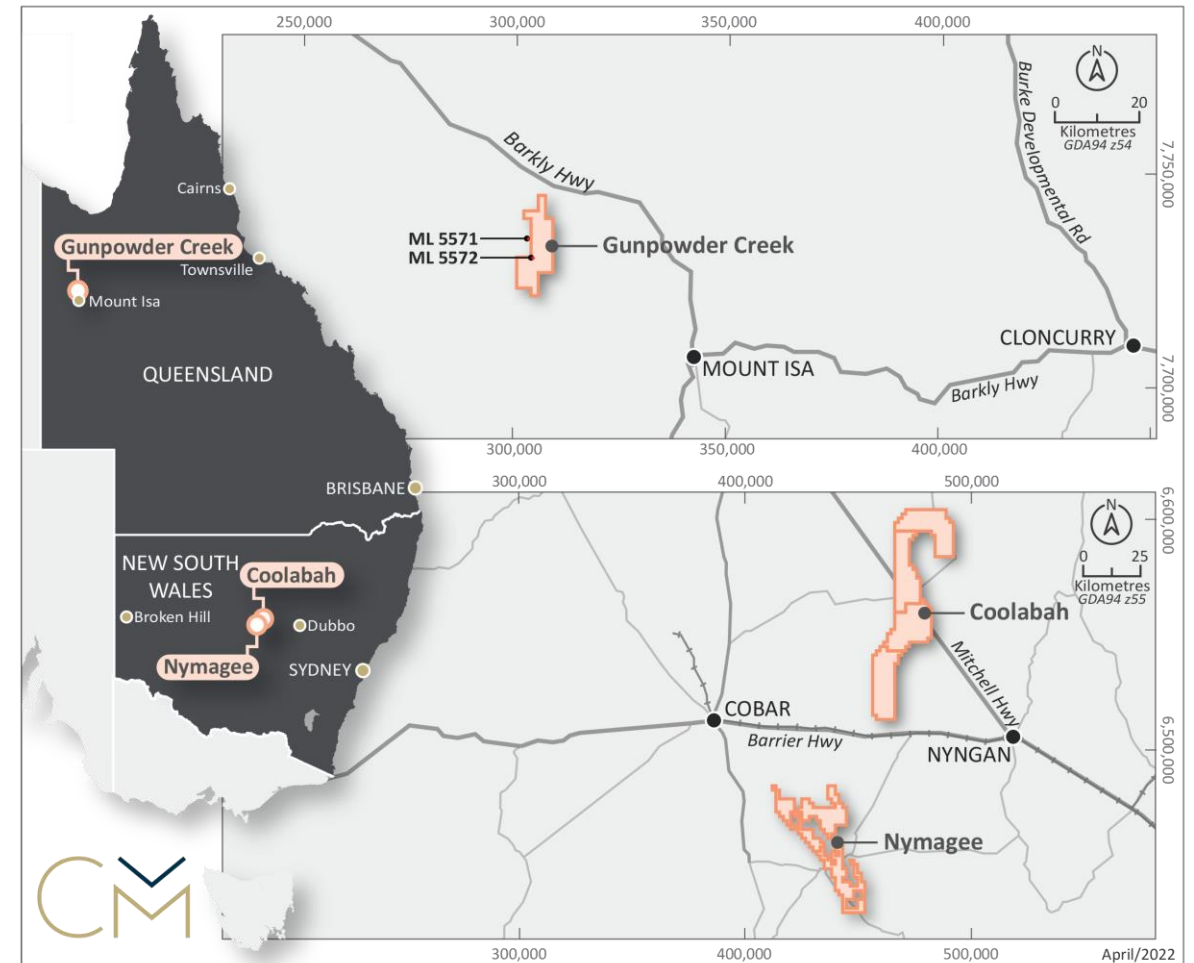 250,000
300,000
350,000
400,000
N
0 20
Kilometres
GDA94 z54
Burke Developmental Rd
Barkly Hwy
7,750,000
Cairns
Gunpowder Creek
Townsville
Mount Isa
ML 5571
ML 5572
Gunpowder Creek
CLONCURRY
MOUNT ISA
Barkly Hwy
7,700,000
QUEENSLAND
300,000
350,000
400,000
BRISBANE
300,000
400,000
500,000
N
0 25
Kilometres
GDA94 z55
6,600,000
NEW SOUTH
WALES
Coolabah
Broken Hill
Dubbo
Nymagee
SYDNEY
Coolabah
Mitchell Hwy
COBAR
Barrier Hwy
NYNGAN
6,500,000
Nymagee
CM
300,000
400,000
500,000
April/2022